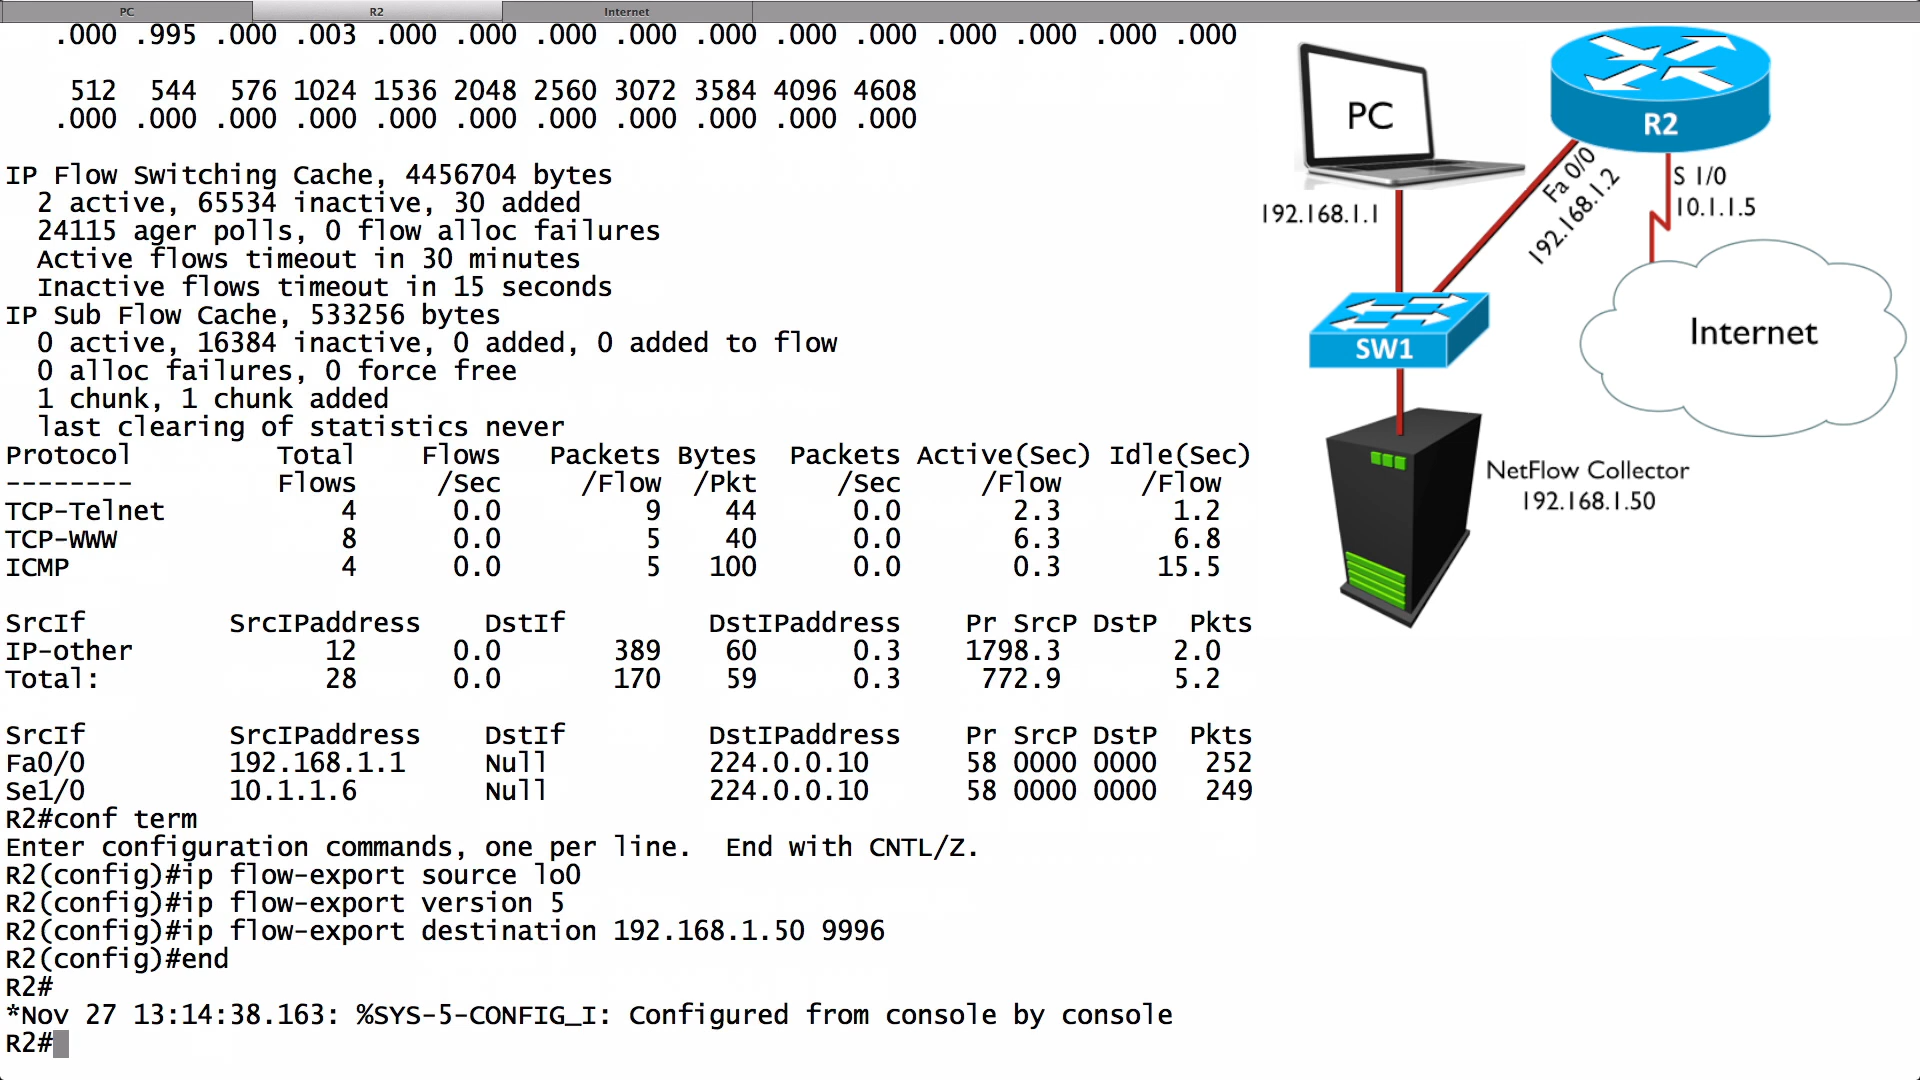 PC R2 Internet
.000 .995 .000 .003 .000 .000 .000 .000 .000 .000 .000 .000 .000 .000 .000
512 544 576 1024 1536 2048 2560 3072 3584 4096 4608
.000 .000 .000 .000 .000 .000 .000 .000 .000 .000 .000
IP Flow Switching Cache, 4456704 bytes
2 active, 65534 inactive, 30 added
24115 ager polls, 0 flow alloc failures
Active flows timeout in 30 minutes
Inactive flows timeout in 15 seconds
IP Sub Flow Cache, 533256 bytes
0 active, 16384 inactive, 0 added, 0 added to flow
0 alloc failures, 0 force free
1 chunk, 1 chunk added
last clearing of statistics never
Protocol Total Flows Packets Bytes Packets Active(Sec) Idle(Sec)
-------- Flows /Sec /Flow /Pkt /Sec /Flow /Flow
TCP-Telnet 4 0.0 9 44 0.0 2.3 1.2
TCP-WWW 8 0.0 5 40 0.0 6.3 6.8
ICMP 4 0.0 5 100 0.0 0.3 15.5
SrcIf SrcIPaddress DstIf DstIPaddress Pr SrcP DstP Pkts
IP-other 12 0.0 389 60 0.3 1798.3 2.0
Total: 28 0.0 170 59 0.3 772.9 5.2
SrcIf SrcIPaddress DstIf DstIPaddress Pr SrcP DstP Pkts
Fa0/0 192.168.1.1 Null 224.0.0.10 58 0000 0000 252
Se1/0 10.1.1.6 Null 224.0.0.10 58 0000 0000 249
R2#conf term
Enter configuration commands, one per line. End with CNTL/Z.
R2(config)#ip flow-export source lo0
R2(config)#ip flow-export version 5
R2(config)#ip flow-export destination 192.168.1.50 9996
R2(config)#end
R2#
*Nov 27 13:14:38.163: %SYS-5-CONFIG_I: Configured from console by console
R2#
PC
192.168.1.1
R2
Fa 0/0
192.168.1.2
S 1/0
10.1.1.5
SW1
Internet
NetFlow Collector
192.168.1.50